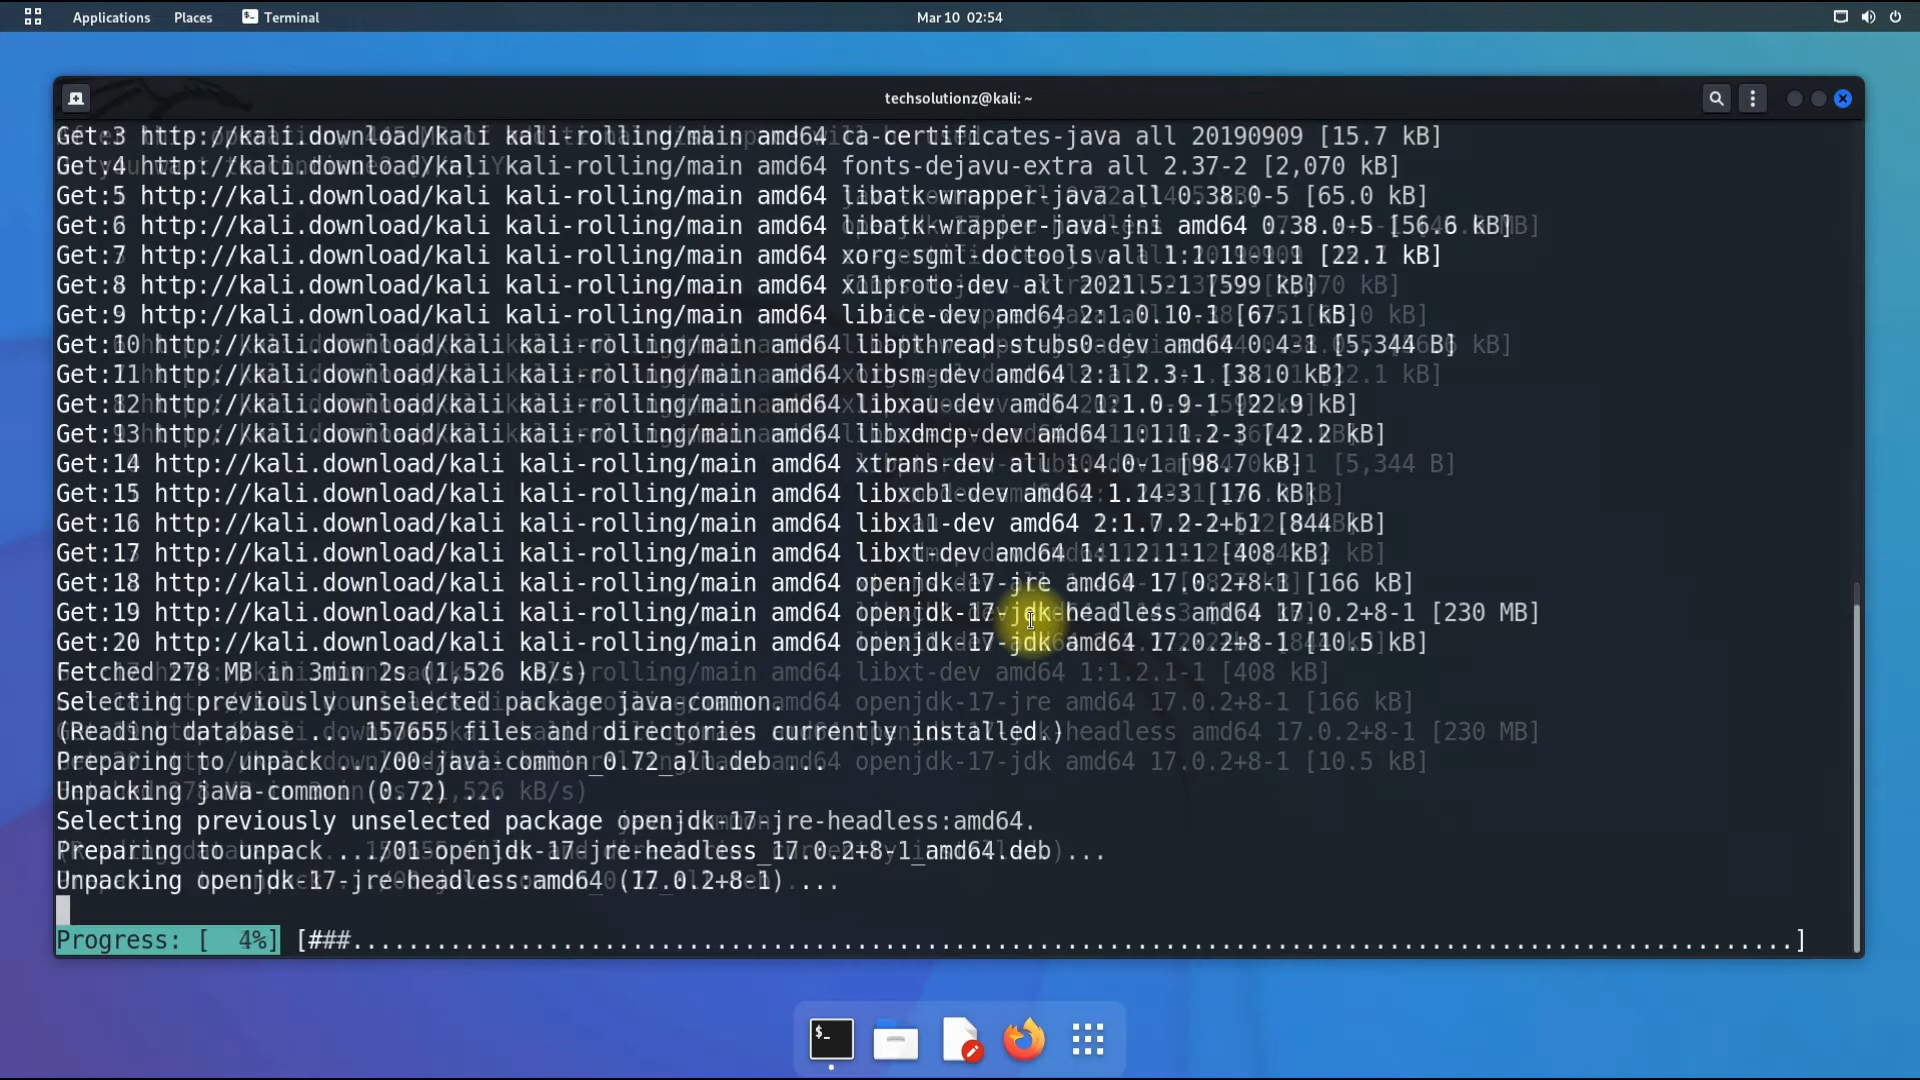 Applications
Places
Terminal
Mar 10 02:54
techsolutionz@kali: ~
Get:3 http://kali.download/kali kali-rolling/main amd64 ca-certificates-java all 20190909 [15.7 kB]
Get:4 http://kali.download/kali kali-rolling/main amd64 fonts-dejavu-extra all 2.37-2 [2,070 kB]
Get:5 http://kali.download/kali kali-rolling/main amd64 libatk-wrapper-java all 0.38.0-5 [65.0 kB]
Get:6 http://kali.download/kali kali-rolling/main amd64 libatk-wrapper-java-jni amd64 0.38.0-5 [56.6 kB]
Get:7 http://kali.download/kali kali-rolling/main amd64 xorg-sgml-doctools all 1:1.11-1.1 [22.1 kB]
Get:8 http://kali.download/kali kali-rolling/main amd64 x11proto-dev all 2021.5-1 [599 kB]
Get:9 http://kali.download/kali kali-rolling/main amd64 libice-dev amd64 2:1.0.10-1 [67.1 kB]
Get:10 http://kali.download/kali kali-rolling/main amd64 libpthread-stubs0-dev amd64 0.4-1 [5,344 B]
Get:11 http://kali.download/kali kali-rolling/main amd64 libsm-dev amd64 2:1.2.3-1 [38.0 kB]
Get:12 http://kali.download/kali kali-rolling/main amd64 libxau-dev amd64 1:1.0.9-1 [22.9 kB]
Get:13 http://kali.download/kali kali-rolling/main amd64 libxdmcp-dev amd64 1:1.1.2-3 [42.2 kB]
Get:14 http://kali.download/kali kali-rolling/main amd64 xtrans-dev all 1.4.0-1 [98.7 kB]
Get:15 http://kali.download/kali kali-rolling/main amd64 libxcb1-dev amd64 1.14-3 [176 kB]
Get:16 http://kali.download/kali kali-rolling/main amd64 libx11-dev amd64 2:1.7.2-2+b1 [844 kB]
Get:17 http://kali.download/kali kali-rolling/main amd64 libxt-dev amd64 1:1.2.1-1 [408 kB]
Get:18 http://kali.download/kali kali-rolling/main amd64 openjdk-17-jre amd64 17.0.2+8-1 [166 kB]
Get:19 http://kali.download/kali kali-rolling/main amd64 openjdk-17-jdk-headless amd64 17.0.2+8-1 [230 MB]
Get:20 http://kali.download/kali kali-rolling/main amd64 openjdk-17-jdk amd64 17.0.2+8-1 [10.5 kB]
Fetched 278 MB in 3min 2s (1,526 kB/s)
Selecting previously unselected package java-common.
(Reading database ... 157655 files and directories currently installed.)
Preparing to unpack .../00-java-common_0.72_all.deb ...
Unpacking java-common (0.72) ...
Selecting previously unselected package openjdk-17-jre-headless:amd64.
Preparing to unpack .../01-openjdk-17-jre-headless_17.0.2+8-1_amd64.deb ...
Unpacking openjdk-17-jre-headless:amd64 (17.0.2+8-1) ...
Progress: [  4%] [###.......................................................................................................]